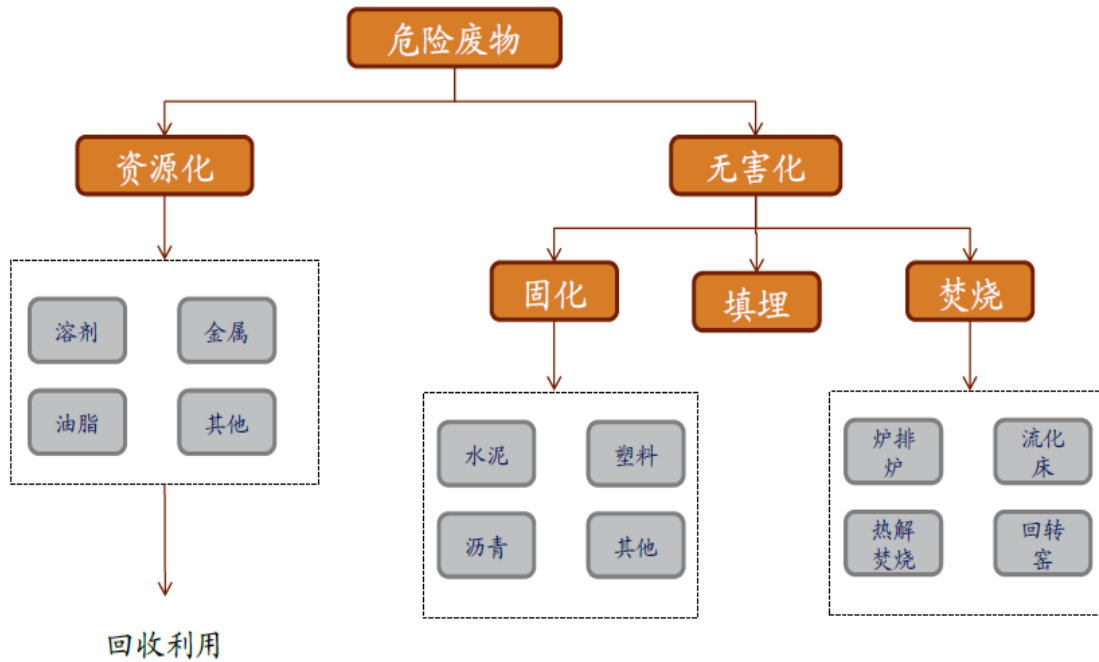 危险废物
资源化
无害化
固化
填埋
焚烧
溶剂
金属
油脂
其他
水泥
塑料
沥青
其他
炉排
炉
流化
床
热解
焚烧
回转
窑
回收利用